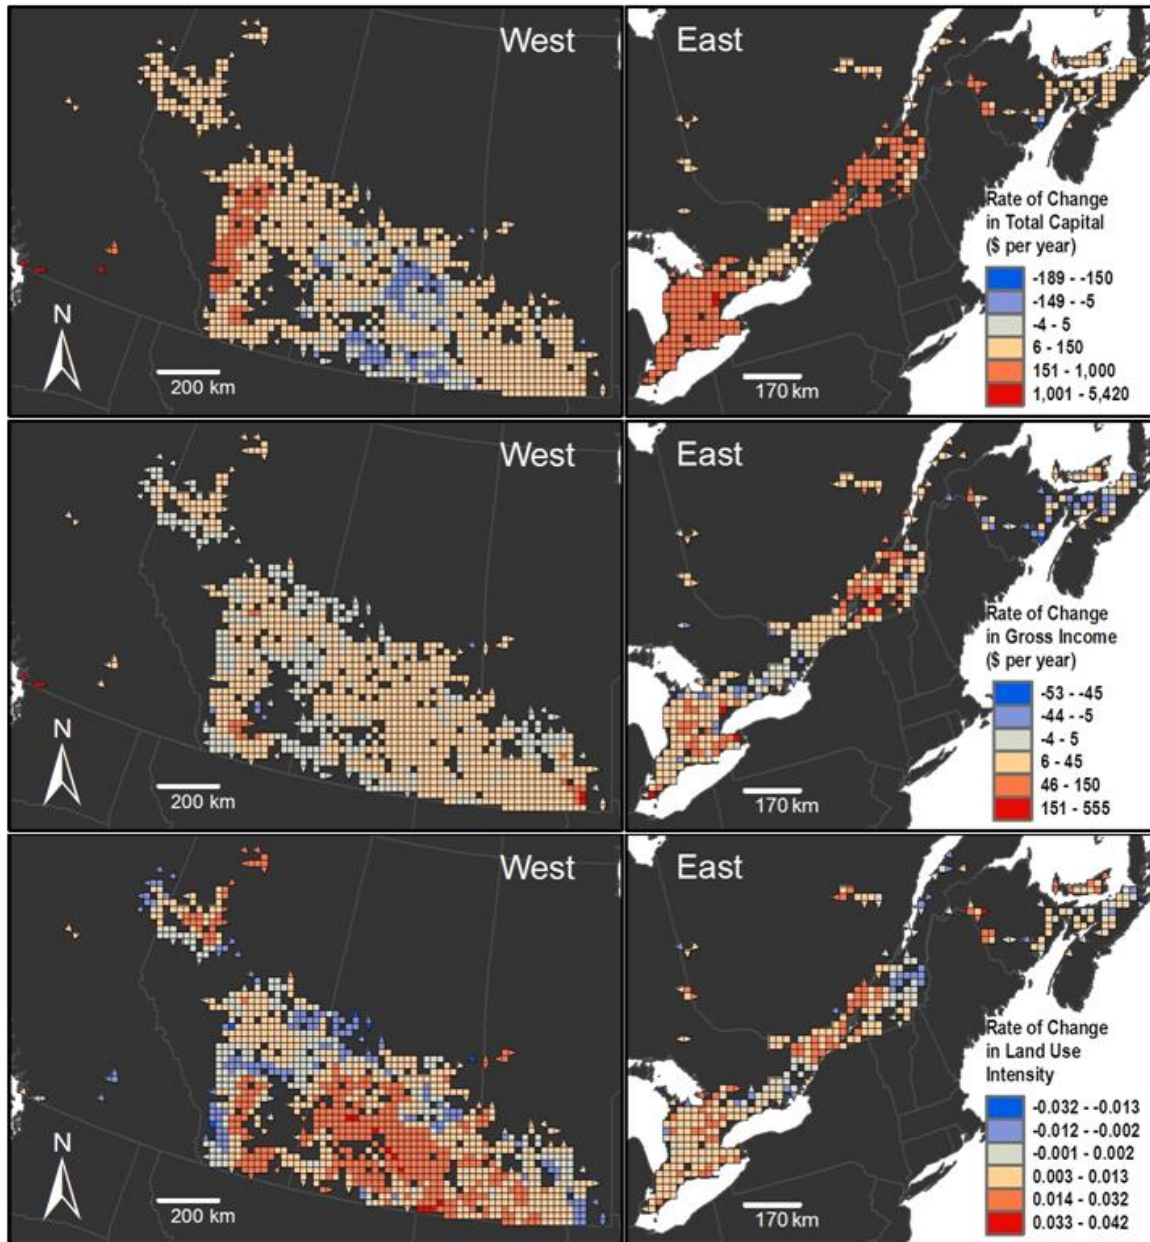 West
East
N
200 km
170 km
Rate of Change
in Total Capital
($ per year)
-189 - -150
-149 - -5
-4 - 5
6 - 150
151 - 1,000
1,001 - 5,420
West
East
N
200 km
170 km
Rate of Change
in Gross Income
($ per year)
-53 - -45
-44 - -5
-4 - 5
6 - 45
46 - 150
151 - 555
West
East
N
200 km
170 km
Rate of Change
in Land Use
Intensity
-0.032 - -0.013
-0.012 - -0.002
-0.001 - 0.002
0.003 - 0.013
0.014 - 0.032
0.033 - 0.042